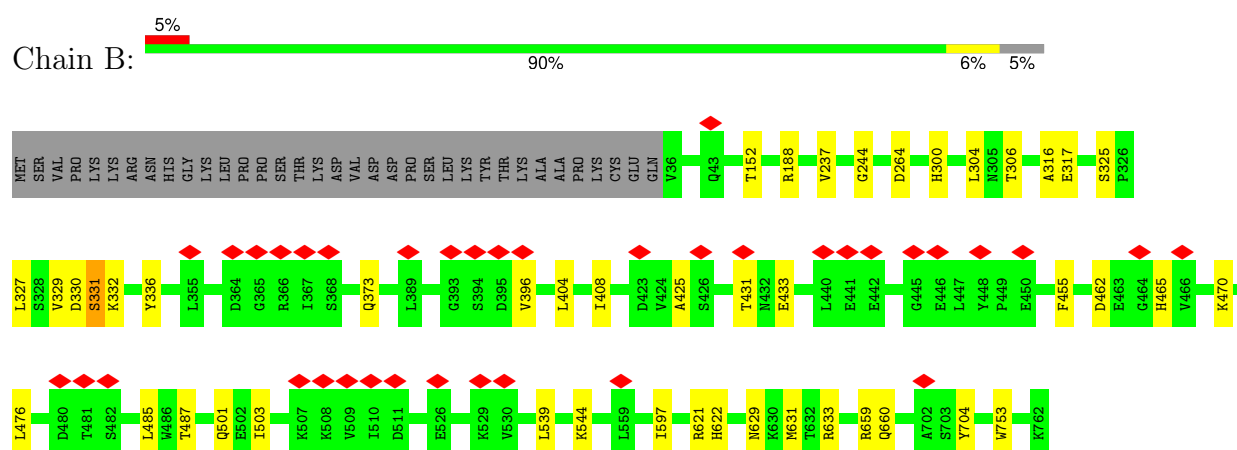 5%
Chain B:
90% 6% 5%
MET SER VAL PRO LYS LYS ARG ASN HIS GLY LYS LEU PRO PRO SER THR LYS ASP VAL ASP ASP PRO SER LEU LYS TYR THR LYS ALA ALA PRO LYS CYS GLU GLN V36 Q43 T152 R188 V237 G244 D264 H300 L304 N305 T306 A316 E317 S325 P326
L327 S328 V329 D330 S331 K332 Y336 L355 D364 G365 R366 I367 S368 Q373 L389 G393 S394 D395 V396 L404 I408 D423 V424 A425 S426 T431 N432 E433 L440 E441 E442 G445 E446 L447 Y448 P449 E450 F455 D462 E463 G464 H465 V466 K470
L476 D480 T481 S482 L485 W486 T487 Q501 E502 I503 K507 K508 V509 I510 D511 E526 K529 V530 L539 K544 L559 I597 R621 H622 N629 K630 M631 T632 R633 R659 Q660 A702 S703 Y704 W753 K762